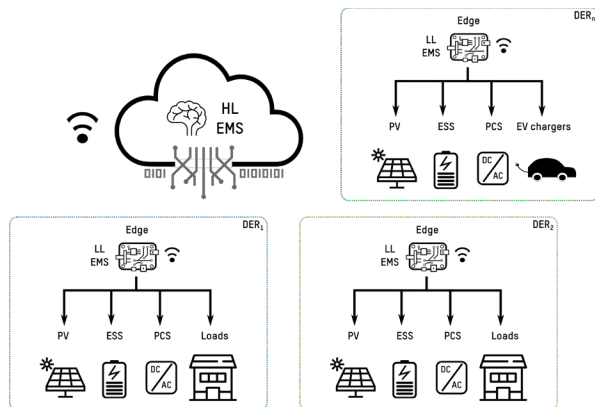 HL
EMS
0101
01010101
DERn
Edge
LL
EMS
PV ESS PCS EV chargers
DC
AC
DER1
Edge
LL
EMS
PV ESS PCS Loads
DC
AC
DER2
Edge
LL
EMS
PV ESS PCS Loads
DC
AC